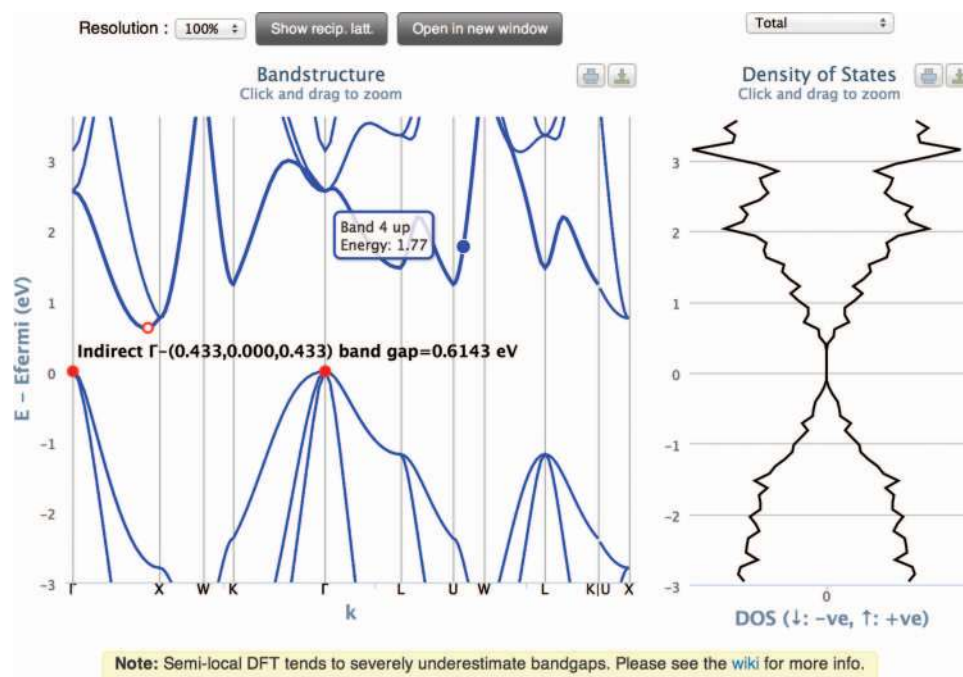 Resolution : 100% Show recip. latt. Open in new window
Total
Bandstructure
Click and drag to zoom
Density of States
Click and drag to zoom
E − Efermi (eV)
3
2
1
0
−1
−2
−3
Band 4 up
Energy: 1.77
Indirect Γ−(0.433,0.000,0.433) band gap=0.6143 eV
Γ X W K Γ L U W L K|U X
k
3
2
1
0
−1
−2
−3
0
DOS (↓: −ve, ↑: +ve)
Note: Semi-local DFT tends to severely underestimate bandgaps. Please see the wiki for more info.